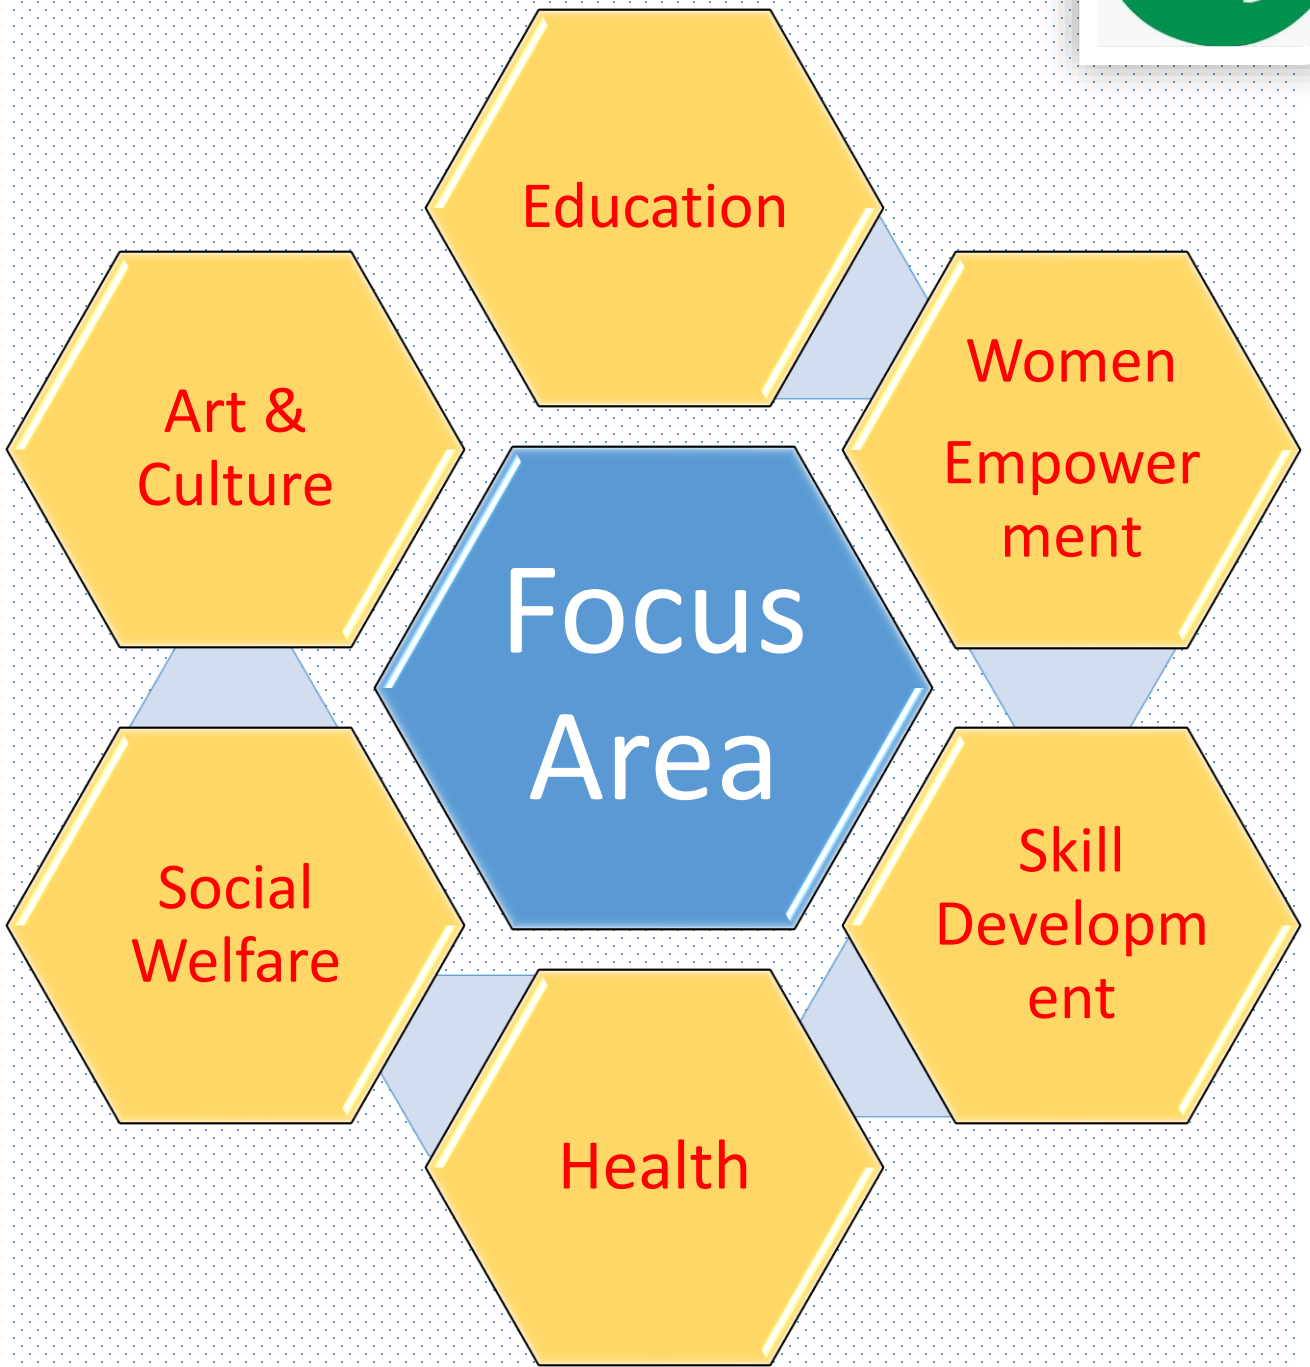 Education
Women
Empower
ment
Skill
Developm
ent
Health
Social
Welfare
Art &
Culture
Focus
Area